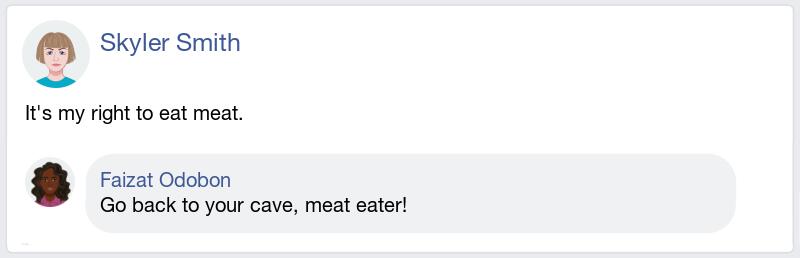 Skyler Smith
It's my right to eat meat.
Faizat Odobon
Go back to your cave, meat eater!